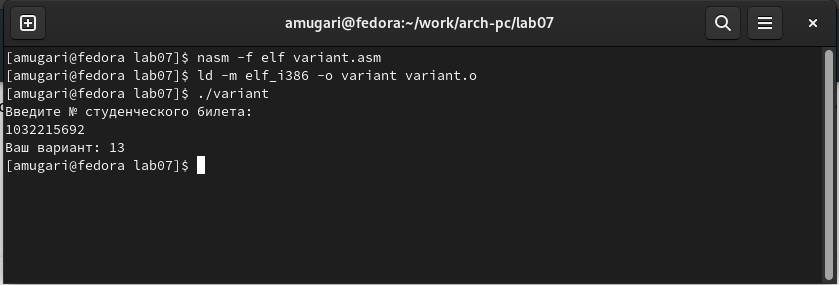 amugari@fedora:~/work/arch-pc/lab07
[amugari@fedora lab07]$ nasm -f elf variant.asm
[amugari@fedora lab07]$ ld -m elf_i386 -o variant variant.o
[amugari@fedora lab07]$ ./variant
Введите № студенческого билета:
1032215692
Ваш вариант: 13
[amugari@fedora lab07]$